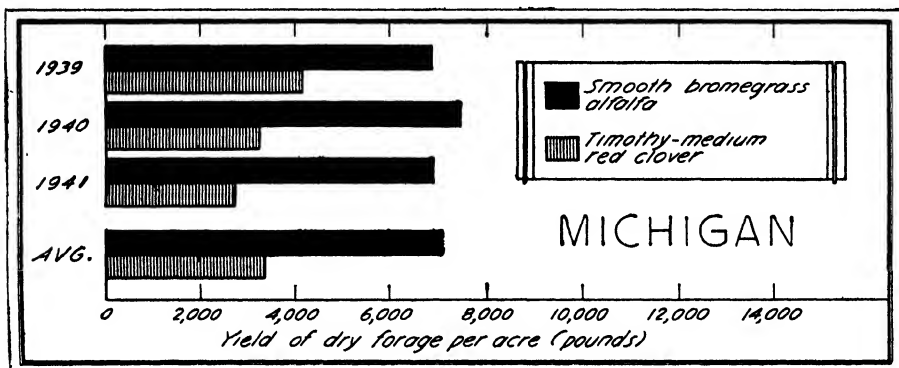 1939
1940
1941
AVG.
Smooth bromegrass
alfalfa
Timothy-medium
red clover
MICHIGAN
0 2,000 4,000 6,000 8,000 10,000 12,000 14,000
Yield of dry forage per acre (pounds)